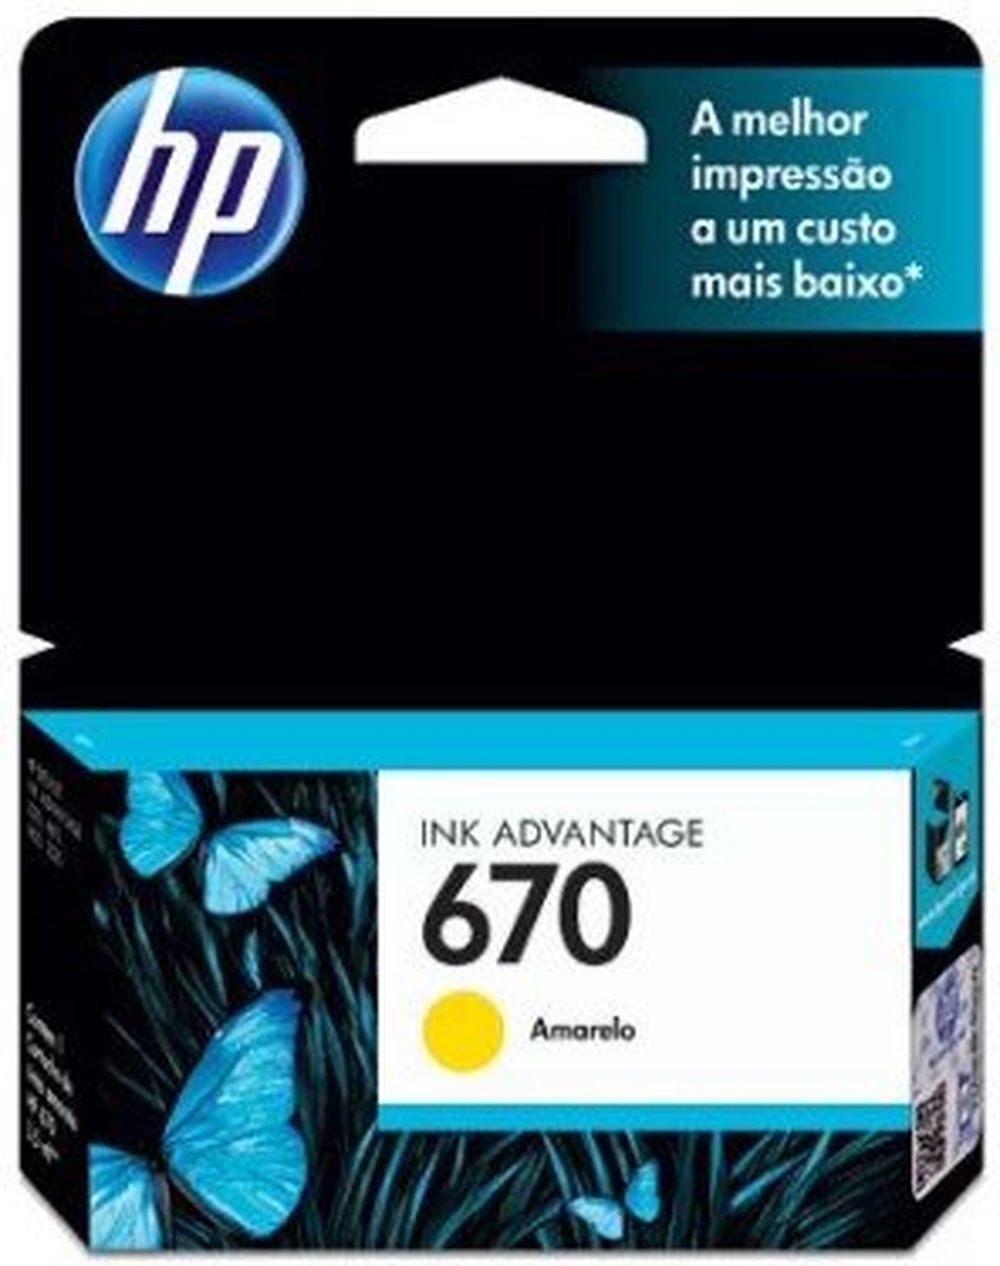 hp
A melhor
impressão
a um custo
mais baixo*
INK ADVANTAGE
670
Amarelo